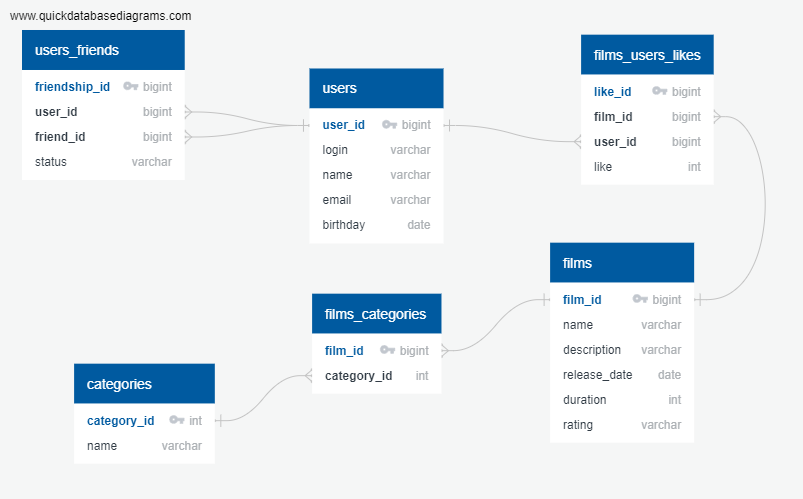 www.quickdatabasediagrams.com
users_friends
friendship_id bigint
user_id bigint
friend_id bigint
status varchar
users
user_id bigint
login varchar
name varchar
email varchar
birthday date
films_users_likes
like_id bigint
film_id bigint
user_id bigint
like int
films
film_id bigint
name varchar
description varchar
release_date date
duration int
rating varchar
films_categories
film_id bigint
category_id int
categories
category_id int
name varchar